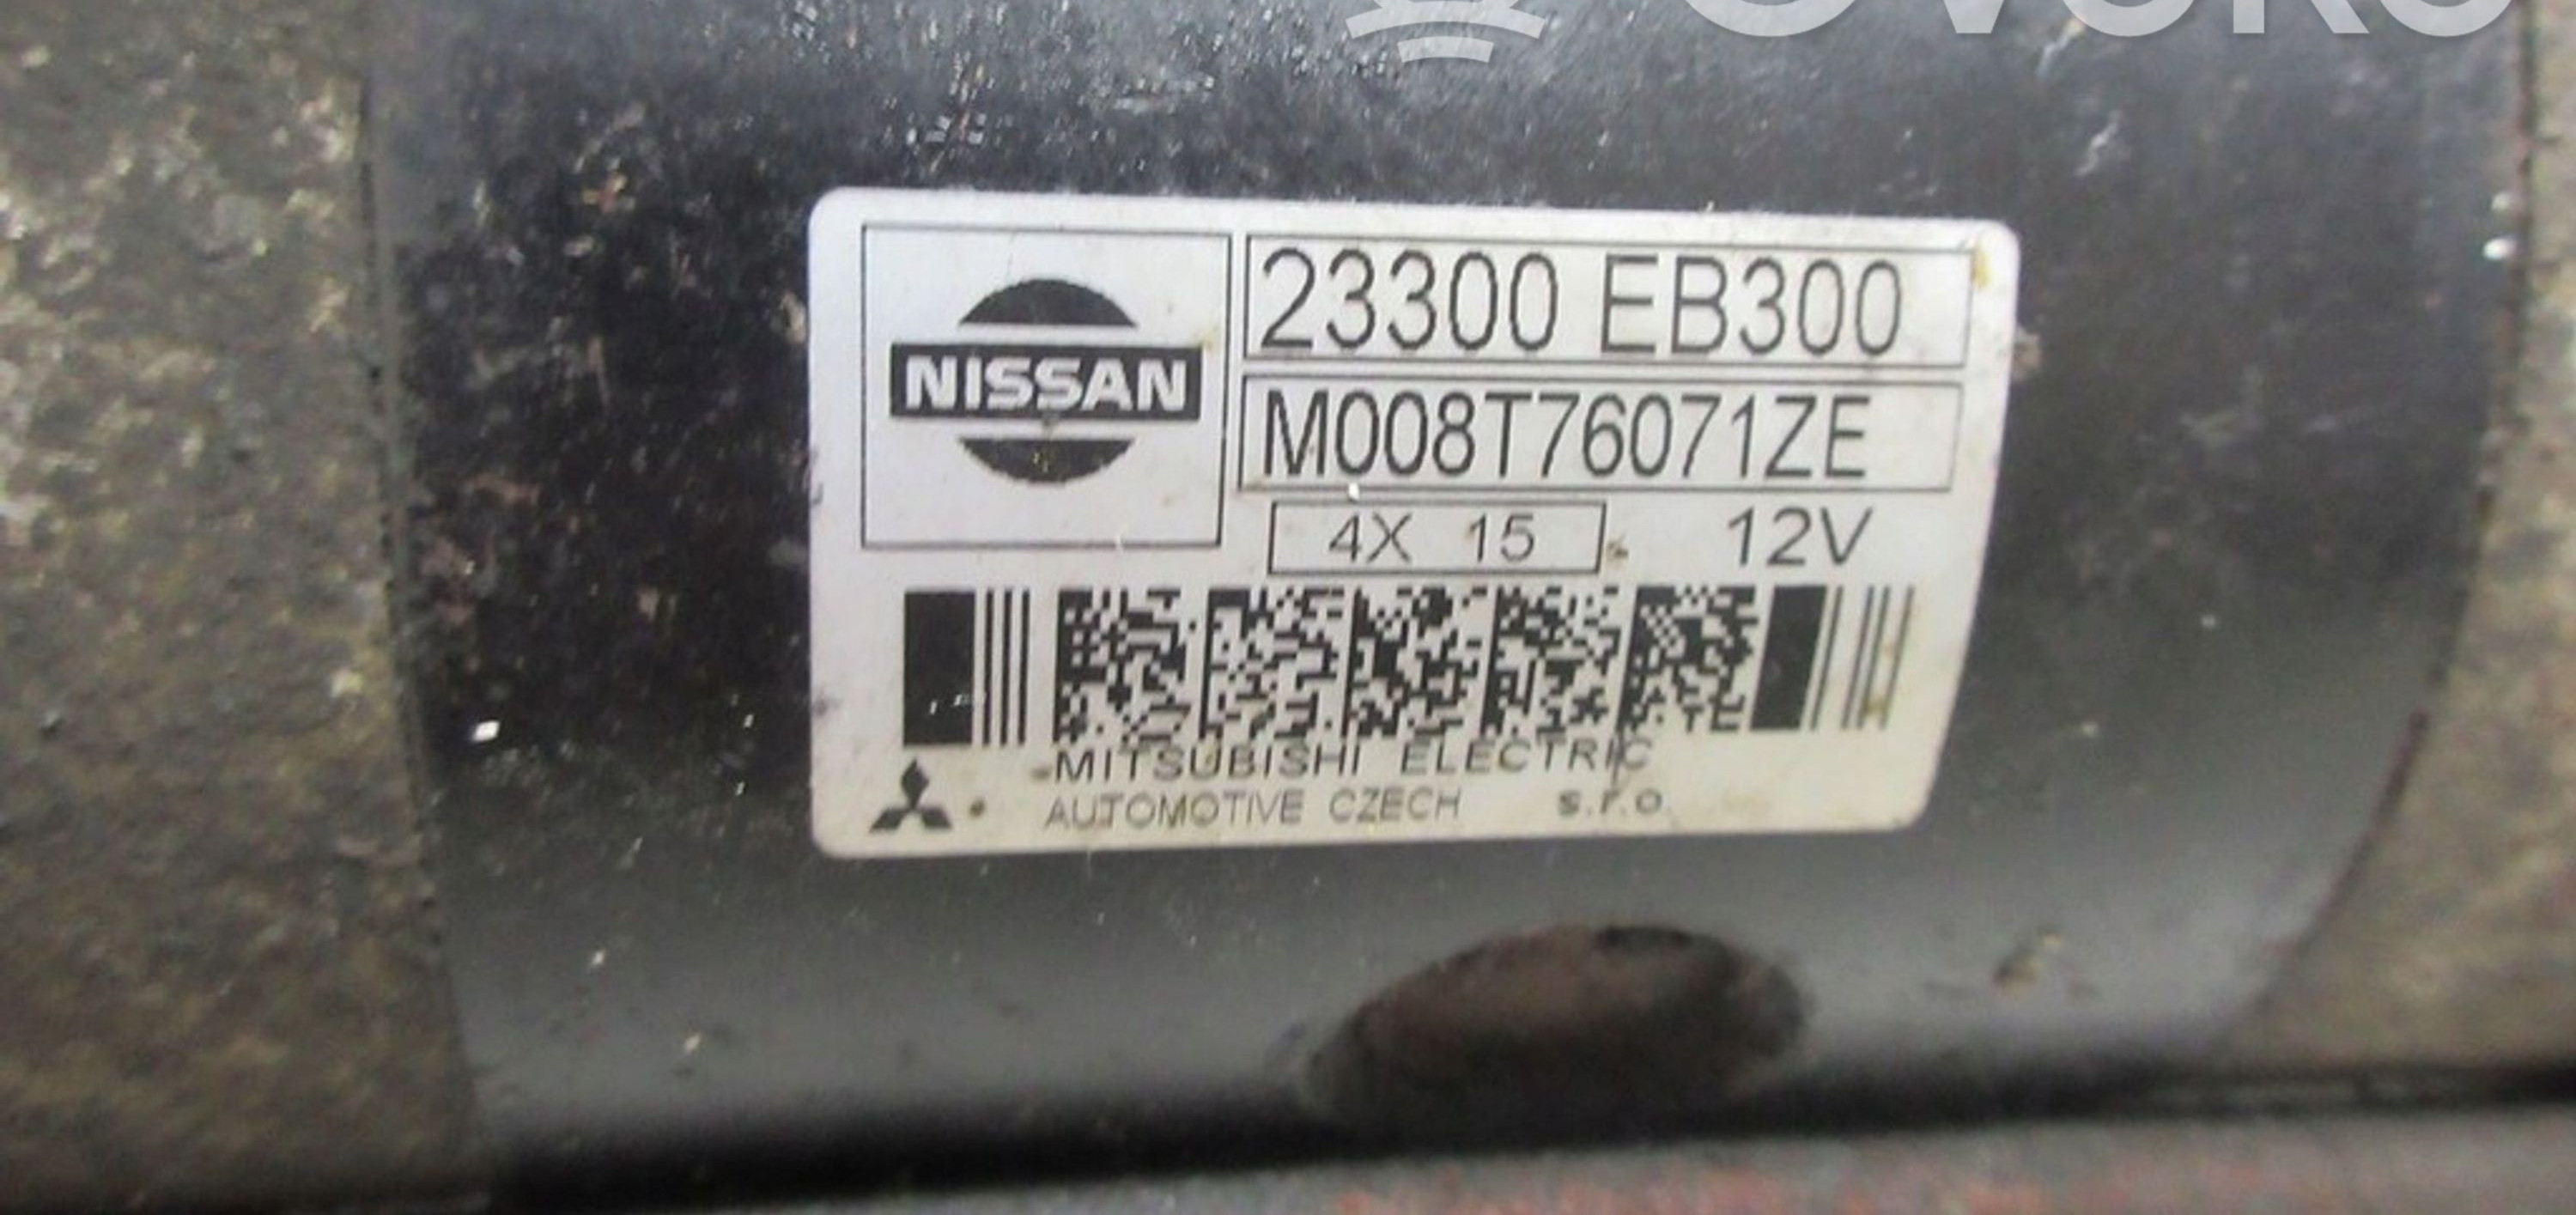 NISSAN
23300 EB300
M008T76071ZE
4X 15
12V
MITSUBISHI ELECTRIC
AUTOMOTIVE CZECH s.r.o